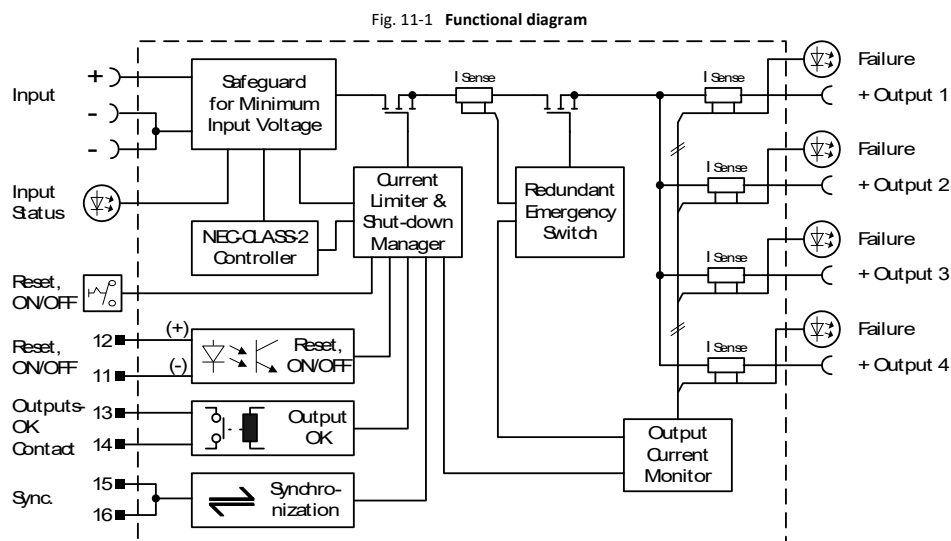 Fig. 11-1 Functional diagram
Input
+
-
-
Safeguard
for Minimum
Input Voltage
I Sense
I Sense
Failure
+ Output 1
Input
Status
NEC-CLASS-2
Controller
Current
Limiter &
Shut-down
Manager
Redundant
Emergency
Switch
I Sense
Failure
+ Output 2
Reset,
ON/OFF
I Sense
Failure
+ Output 3
Reset,
ON/OFF
12
(+)
11
(-)
Reset,
ON/OFF
I Sense
Failure
+ Output 4
Outputs-
OK
Contact
13
14
Output
OK
Output
Current
Monitor
Sync.
15
16
Synchro-
nization